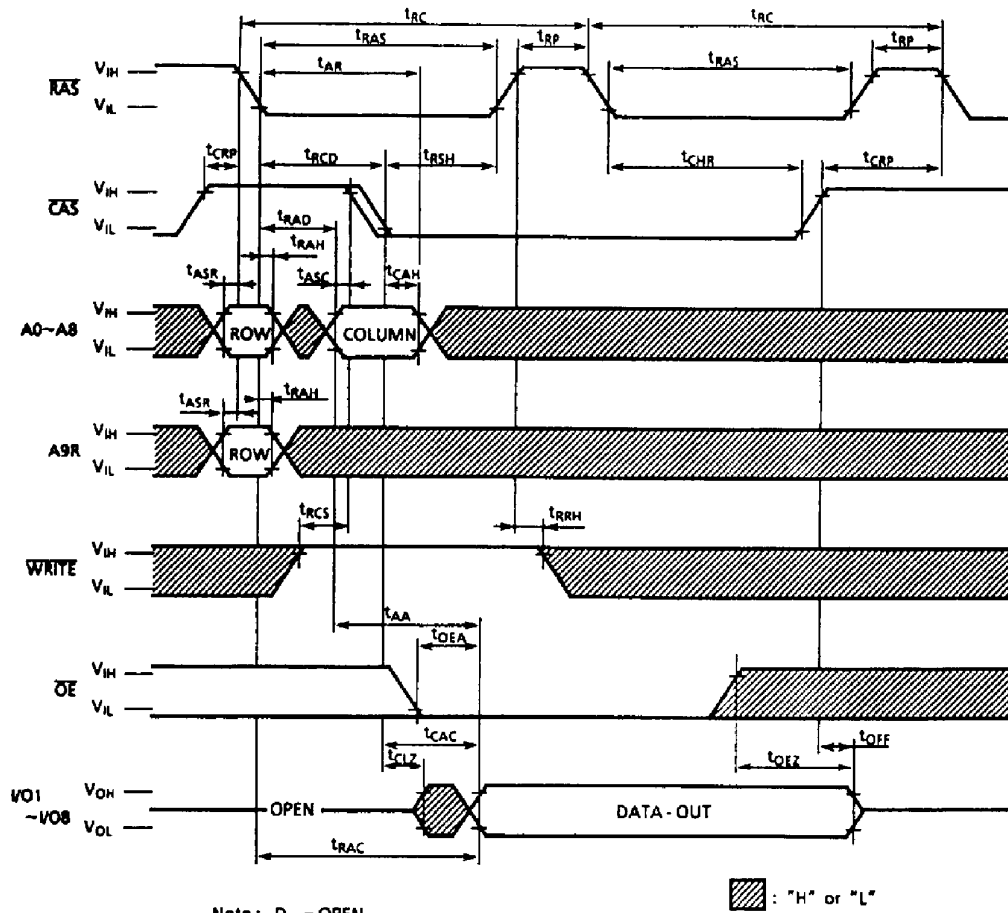 tRC tRC
tRAS tRP tRP
tAR tRAS
RAS VIH
VIL
tCRP tRCD tRSH tCHR tCRP
CAS VIH
VIL
tRAD
tRAH
tASR tASC tCAH
A0~A8 VIH
VIL
ROW COLUMN
tASR tRAH
A9R VIH
VIL
ROW
tRCS tRRH
WRITE VIH
VIL
tAA
tOEA
OE VIH
VIL
tCAC
tCLZ tOEZ tOFF
I/O1
~I/O8
VOH
VOL
OPEN DATA-OUT
tRAC
: "H" or "L"
Note: D = OPEN